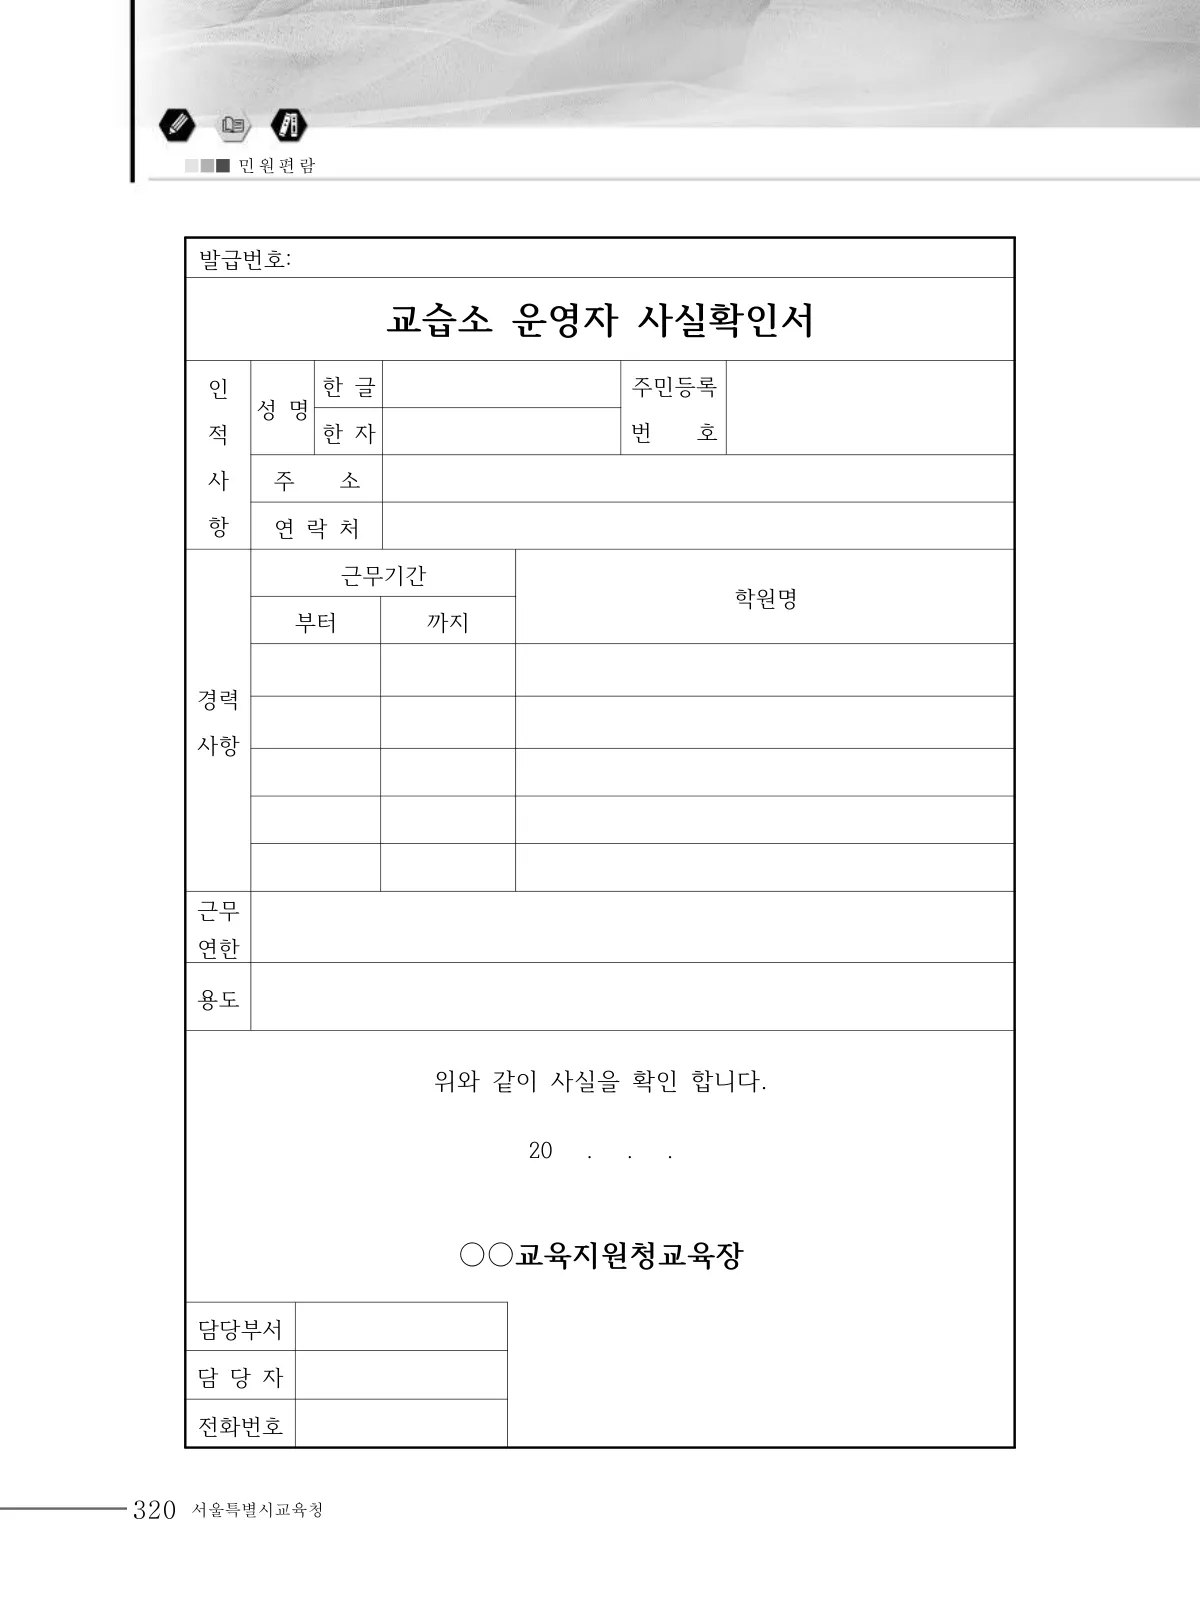 민원편람
발급번호:
교습소 운영자 사실확인서
인
적
사
항
성 명
한 글
한 자
주민등록
번 호
주 소
연 락 처
경력
사항
근무기간
부터
까지
학원명
근무
연한
용도
위와 같이 사실을 확인 합니다.
20 . . .
○○교육지원청교육장
담당부서
담 당 자
전화번호
320 서울특별시교육청